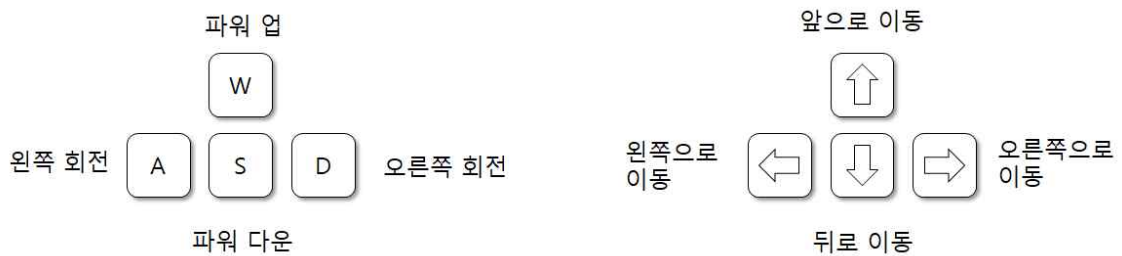 파워 업
W
왼쪽 회전
A
S
D
오른쪽 회전
파워 다운
앞으로 이동
왼쪽으로
이동
오른쪽으로
이동
뒤로 이동